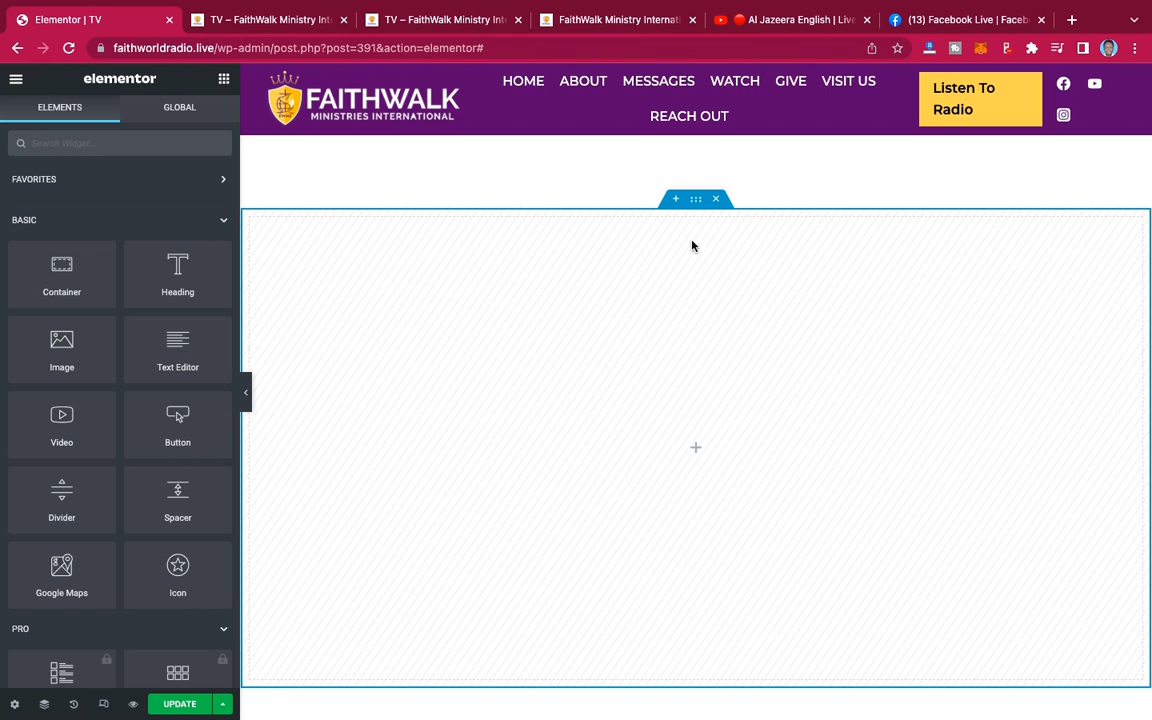 Elementor | TV
TV – FaithWalk Ministry Int
TV – FaithWalk Ministry Int
FaithWalk Ministry Internati
Al Jazeera English | Live
(13) Facebook Live | Faceb
faithworldradio.live/wp-admin/post.php?post=391&action=elementor#
elementor
ELEMENTS
GLOBAL
Search Widget...
FAVORITES
BASIC
Container
Heading
Image
Text Editor
Video
Button
Divider
Spacer
Google Maps
Icon
PRO
UPDATE
FAITHWALK
MINISTRIES INTERNATIONAL
HOME
ABOUT
MESSAGES
WATCH
GIVE
VISIT US
REACH OUT
Listen To
Radio